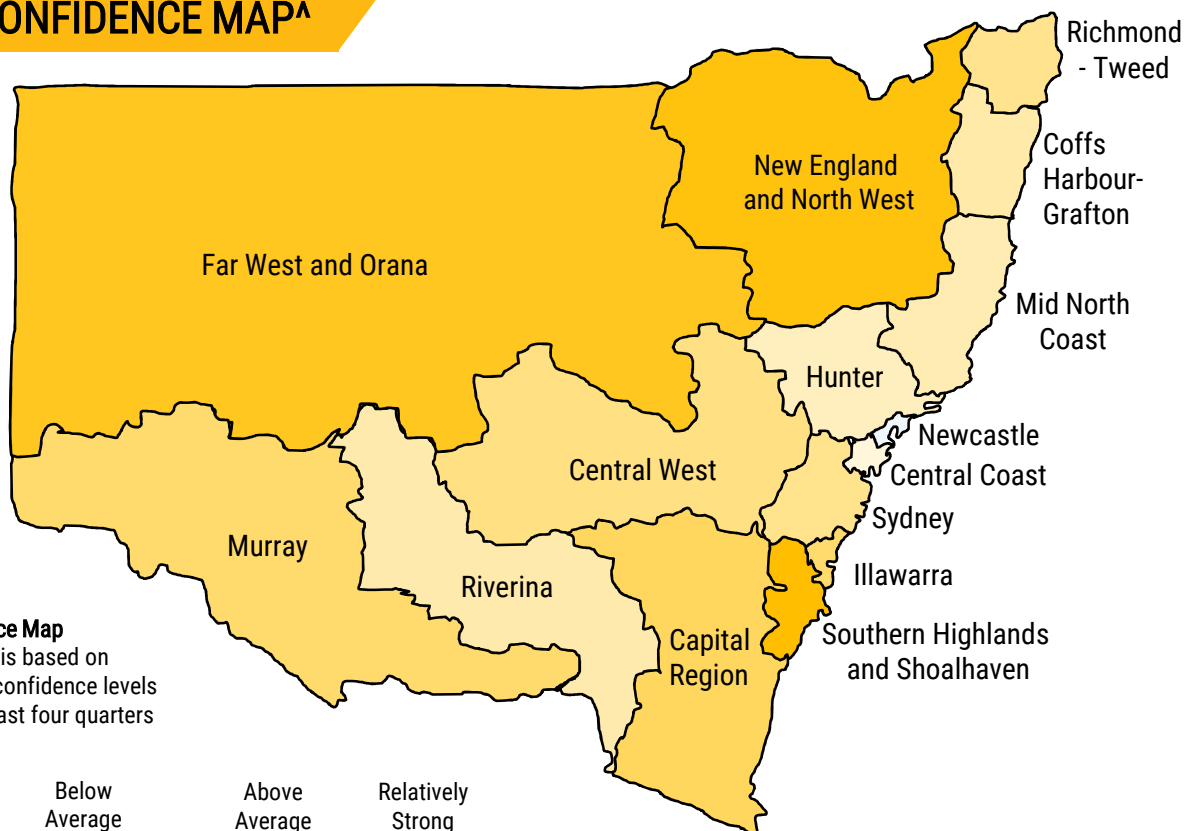 ONFIDENCE MAP^
Richmond
- Tweed
Coffs
Harbour-
Grafton
New England
and North West
Far West and Orana
Mid North
Coast
Hunter
Newcastle
Central West
Central Coast
Sydney
Murray
Illawarra
Riverina
Capital
Region
Southern Highlands
and Shoalhaven
ce Map
is based on
confidence levels
ast four quarters
Below
Average
Above
Average
Relatively
Strong